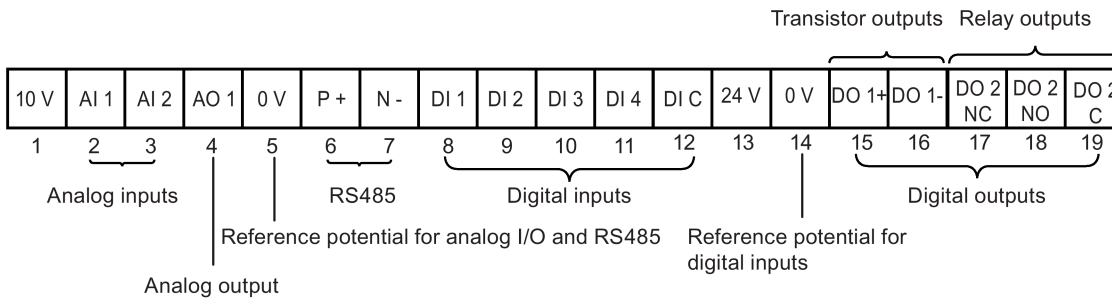 Transistor outputs Relay outputs
10 V AI 1 AI 2 AO 1 0 V P + N - DI 1 DI 2 DI 3 DI 4 DI C 24 V 0 V DO 1+ DO 1- DO 2 NC DO 2 NO DO 2 C
1 2 3 4 5 6 7 8 9 10 11 12 13 14 15 16 17 18 19
Analog inputs RS485 Digital inputs Digital outputs
Reference potential for analog I/O and RS485 Reference potential for
digital inputs
Analog output